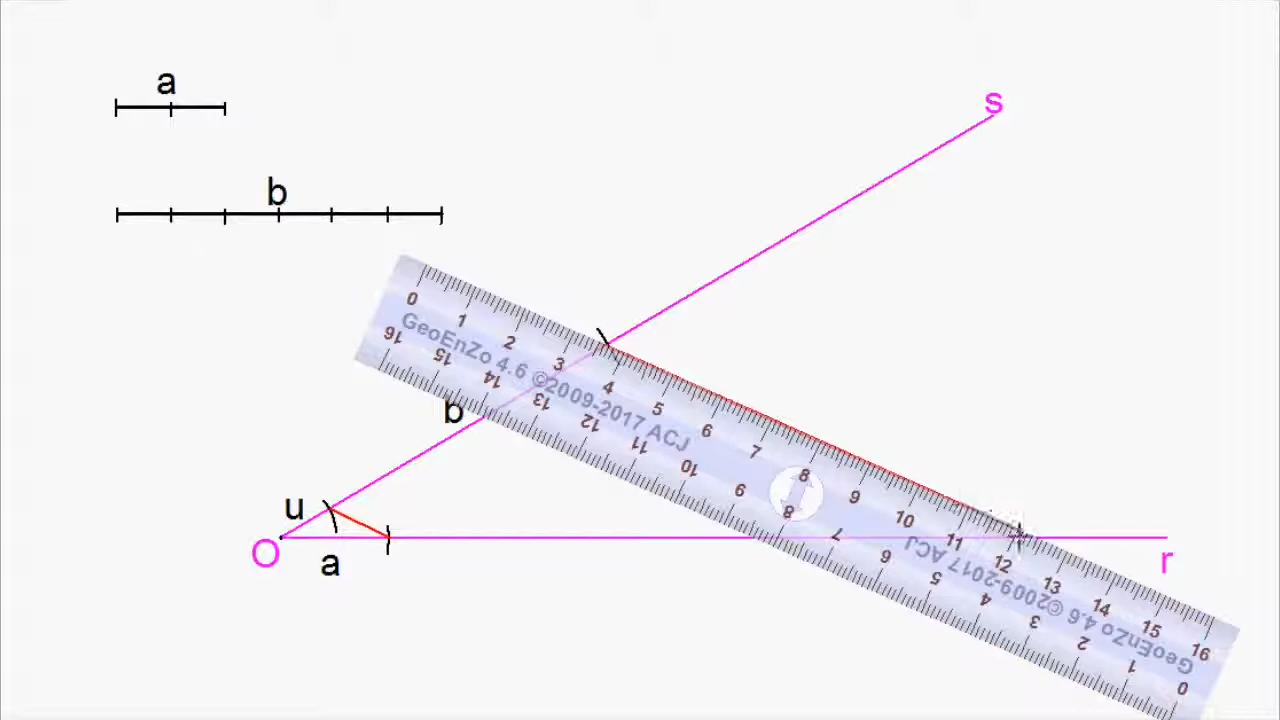 a
s
b
0 1 2 3 4 5 6 7 8 9 10 11 12 13 14 15 16
GeoEnZo 4.6 ©2009-2017 ACJ
16 15 14 13 12 11 10 9 8 7 6 5 4 3 2 1 0
GeoEnZo 4.6 ©2009-2017 ACJ
b
u
O
a
r